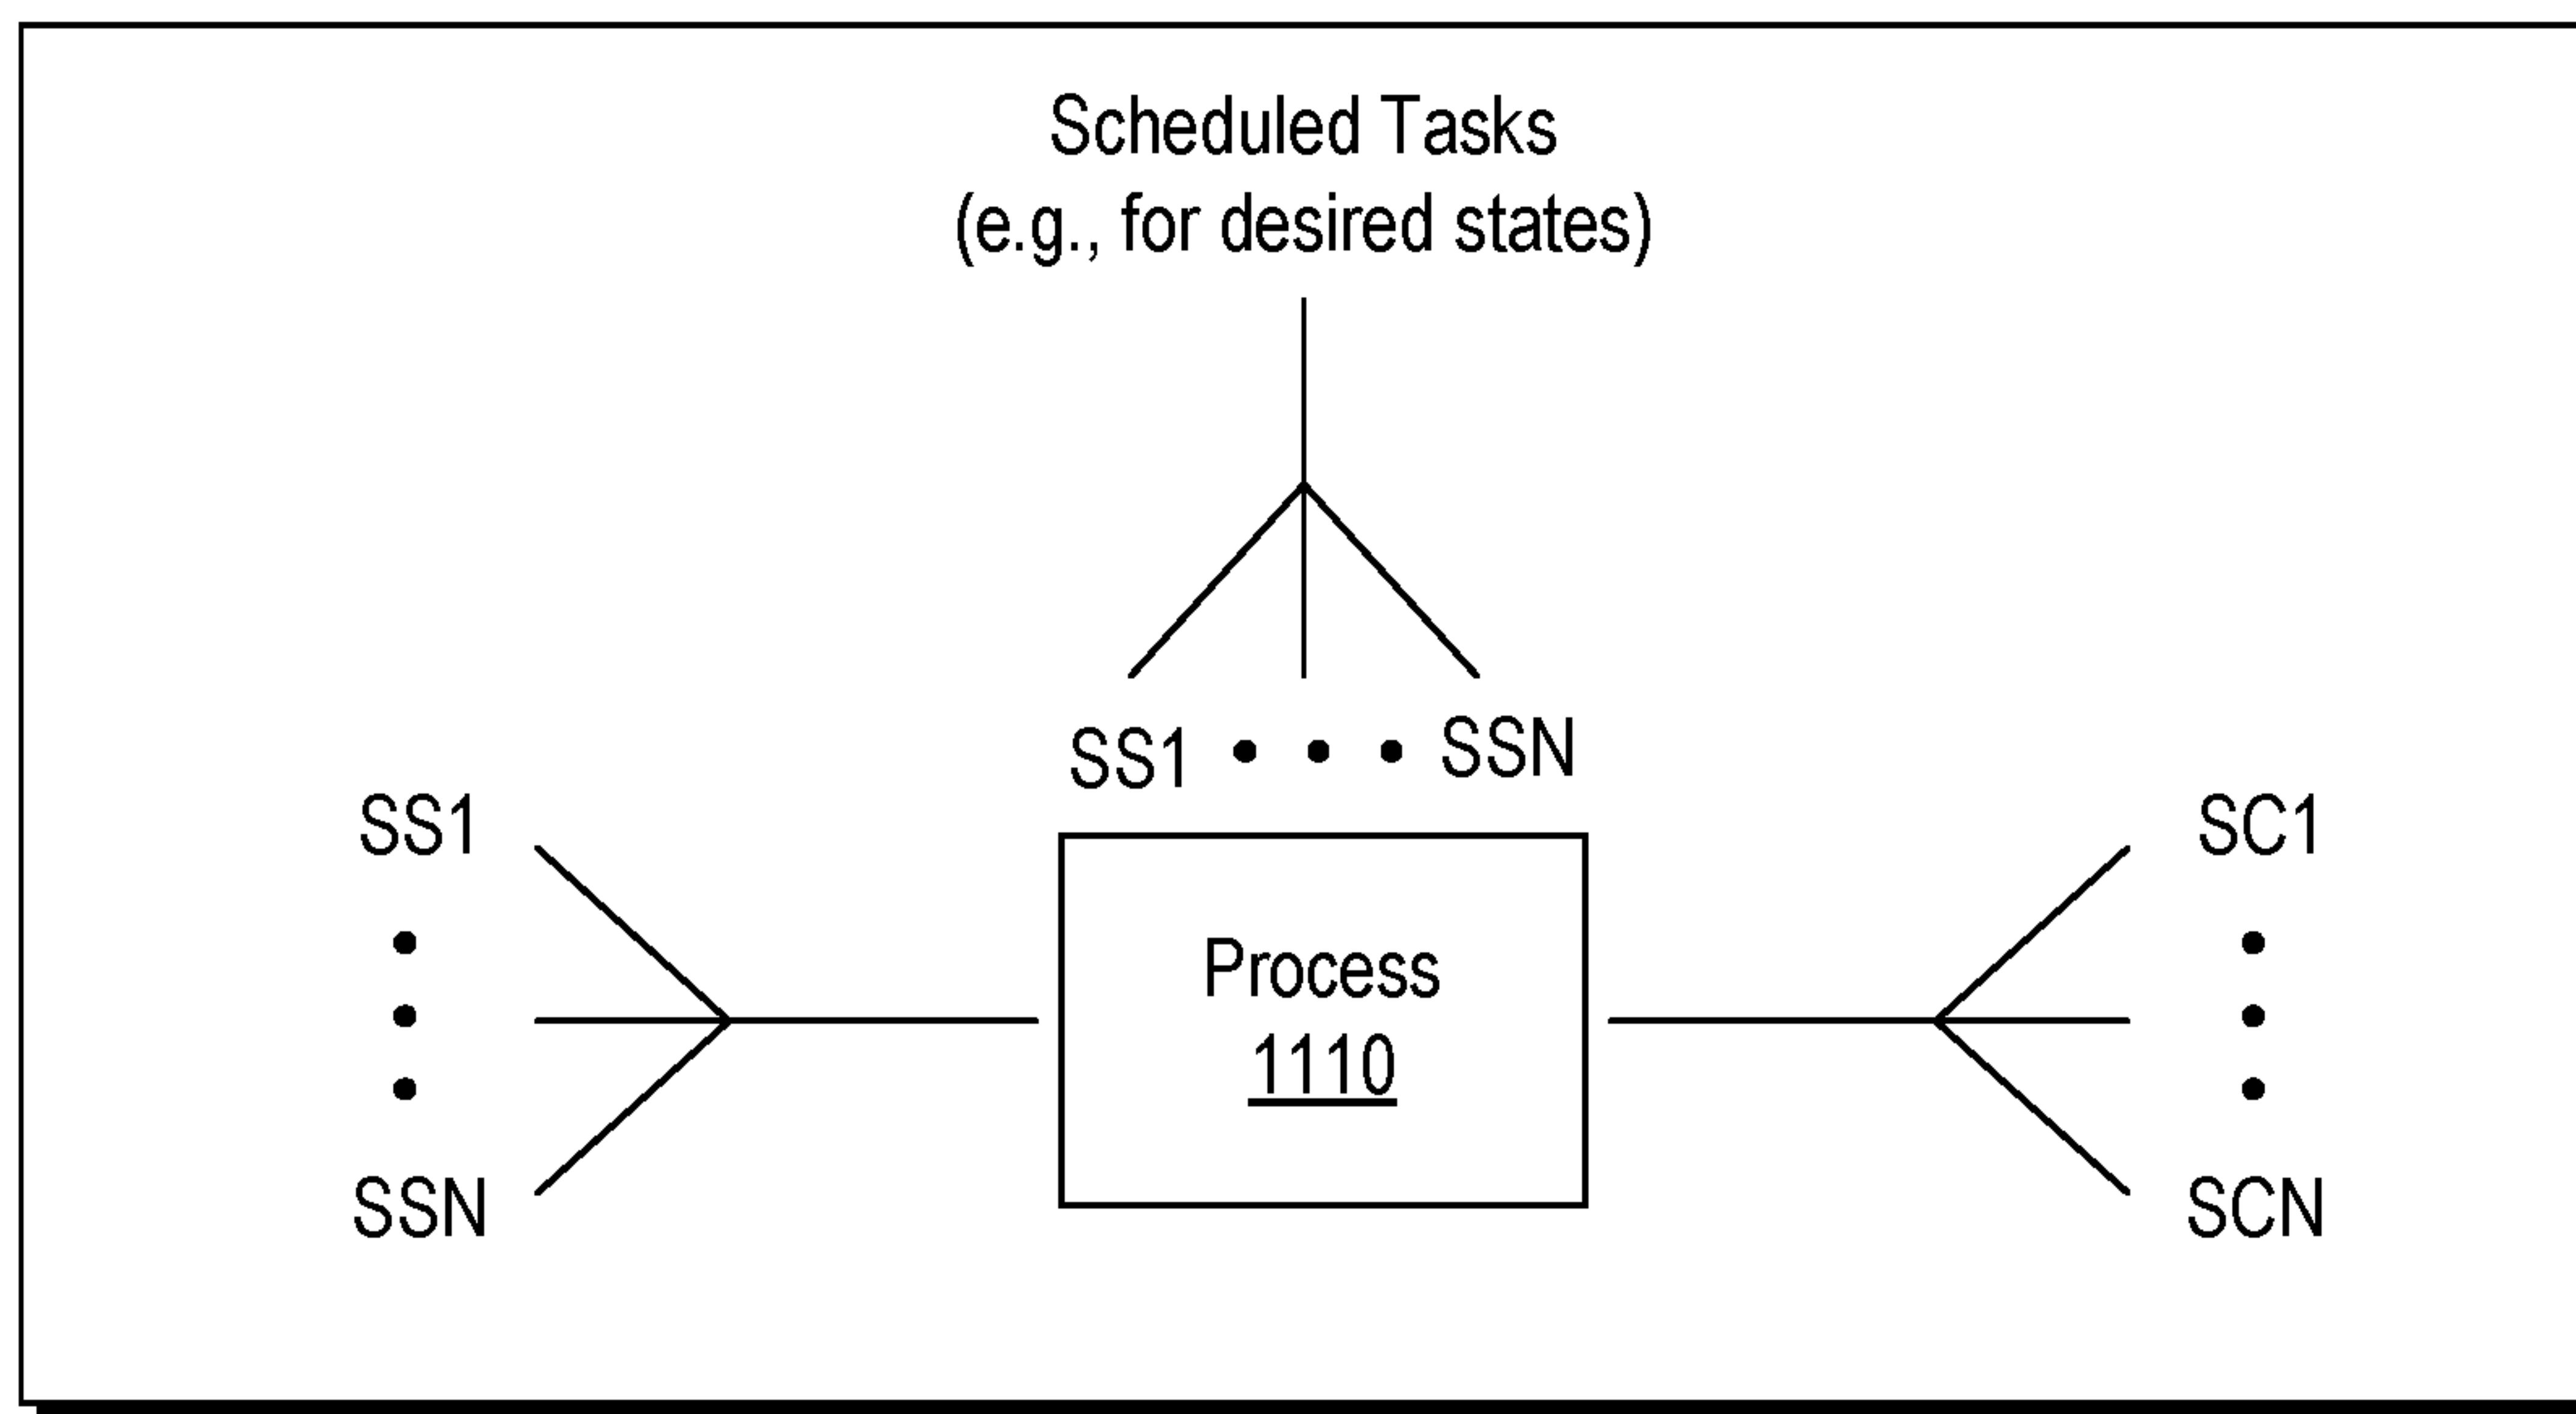 Scheduled Tasks
(e.g., for desired states)
SS1 • • • SSN
SS1
•
•
•
SSN
Process
1110
SC1
•
•
•
SCN